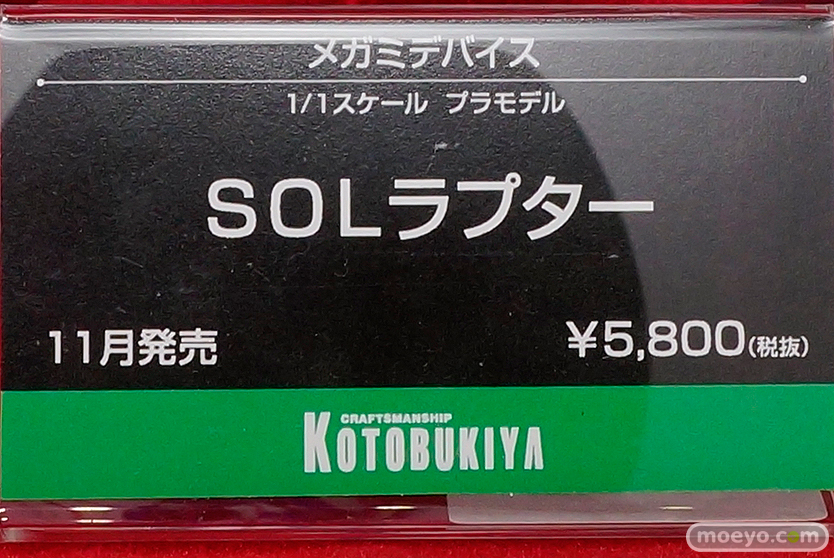 メガミデバイス
1/1スケール プラモデル
SOLラプター
11月発売
¥5,800(税抜)
CRAFTSMANSHIP
KOTOBUKIYA
moeyo.com